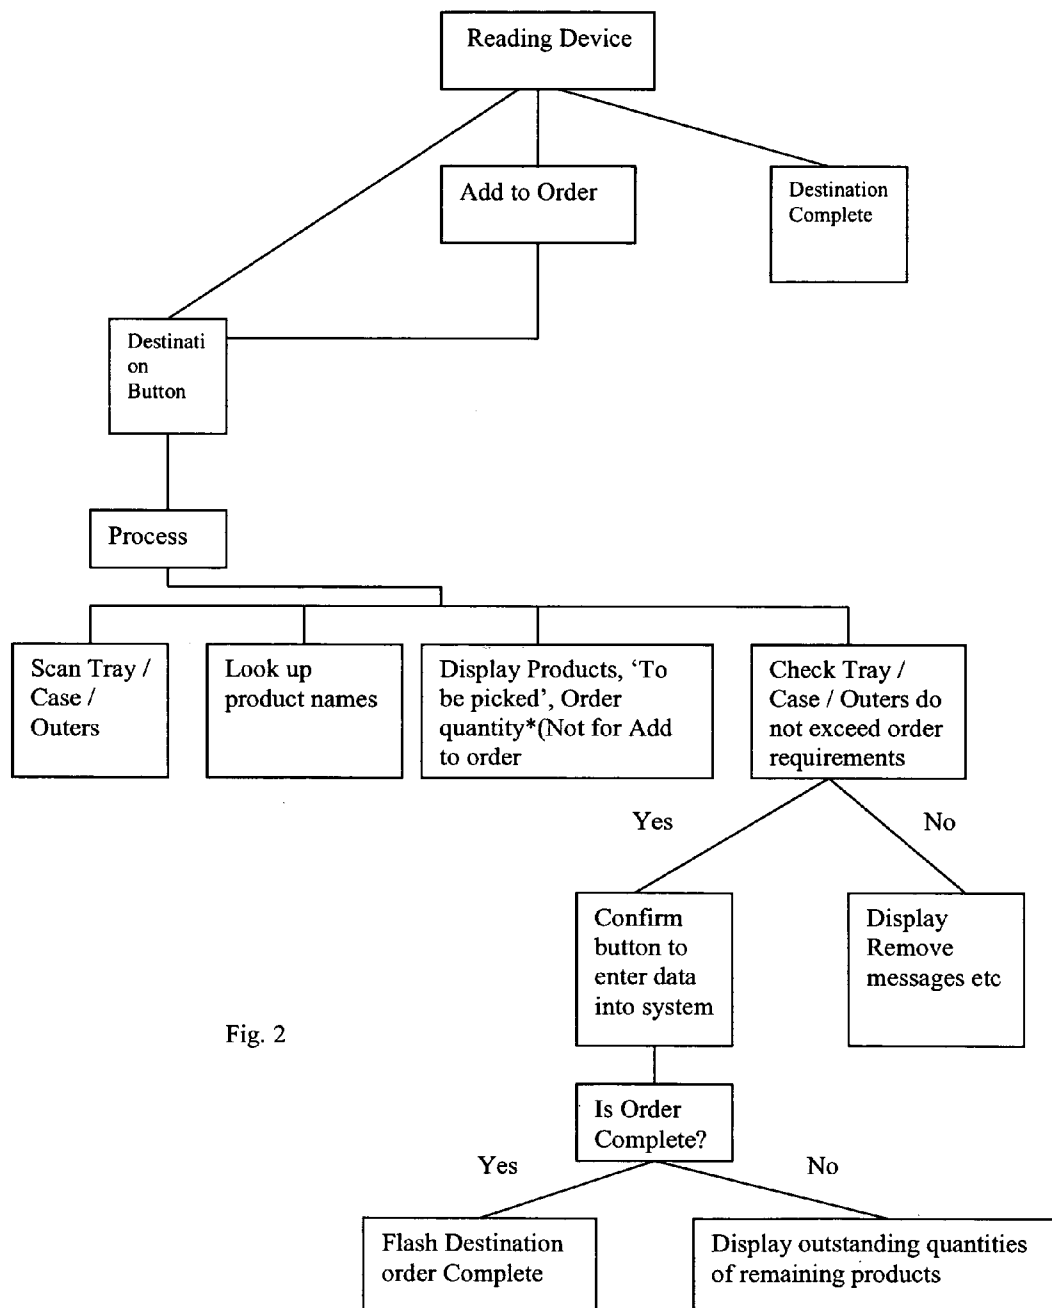 Reading Device
Add to Order
Destination
Complete
Destinati
on
Button
Process
Scan Tray /
Case /
Outers
Look up
product names
Display Products, ‘To
be picked’, Order
quantity*(Not for Add
to order
Check Tray /
Case / Outers do
not exceed order
requirements
Yes
No
Confirm
button to
enter data
into system
Display
Remove
messages etc
Fig. 2
Is Order
Complete?
Yes
No
Flash Destination
order Complete
Display outstanding quantities
of remaining products